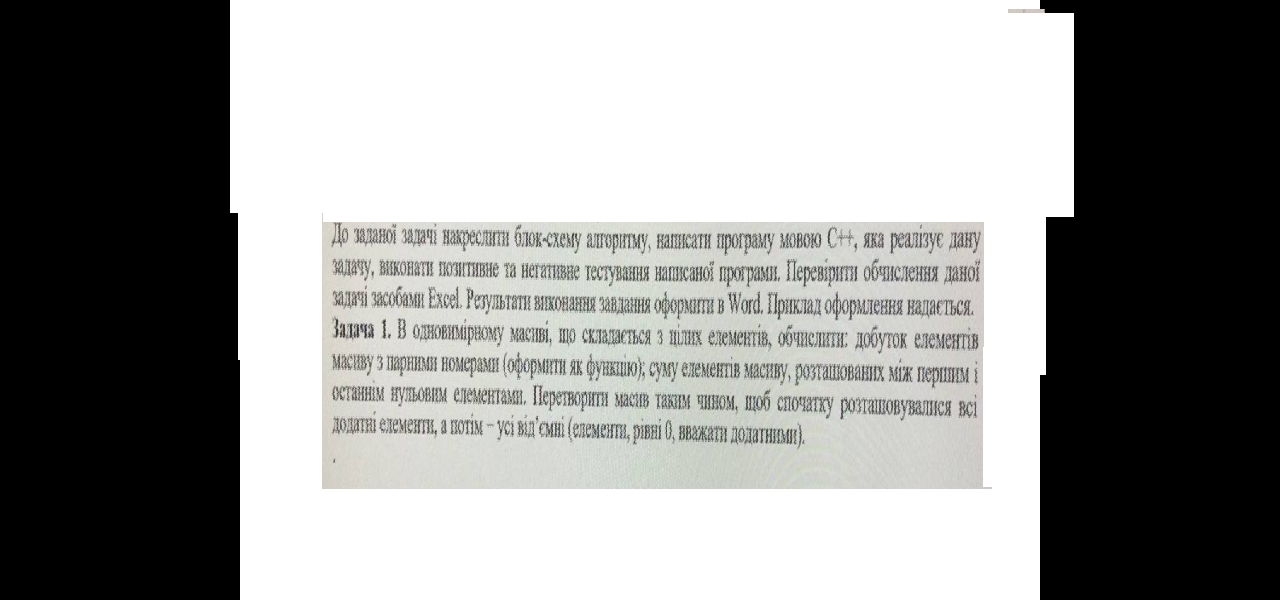 До заданої задачі накреслити блок-схему алгоритму, написати програму мовою C++, яка реалізує дану
задачу, виконати позитивне та негативне тестування написаної програми. Перевірити обчислення даної
задачі засобами Excel. Результати виконання завдання оформити в Word. Приклад оформлення надається.
Задача 1. В одновимірному масиві, що складається з цілих елементів, обчислити: добуток елементів
масиву з парними номерами (оформити як функцію); суму елементів масиву, розташованих між першим і
останнім нульовим елементами. Перетворити масив таким чином, щоб спочатку розташовувалися всі
додатні елементи, а потім – усі від’ємні (елементи, рівні 0, вважати додатними).